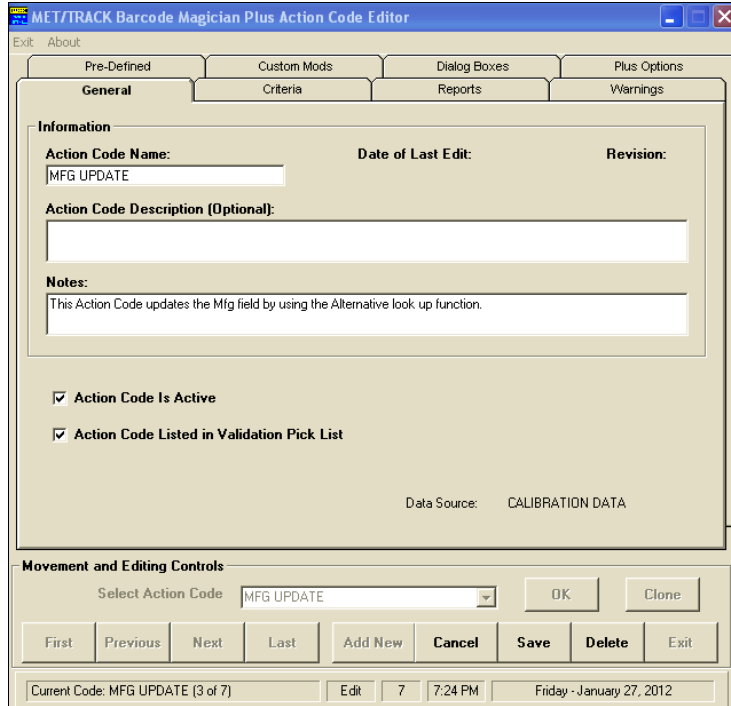 MET/TRACK Barcode Magician Plus Action Code Editor
Exit About
Pre-Defined Custom Mods Dialog Boxes Plus Options
General Criteria Reports Warnings
Information
Action Code Name: Date of Last Edit: Revision:
MFG UPDATE
Action Code Description (Optional):
Notes:
This Action Code updates the Mfg field by using the Alternative look up function.
Action Code Is Active
Action Code Listed in Validation Pick List
Data Source: CALIBRATION DATA
Movement and Editing Controls
Select Action Code MFG UPDATE OK Clone
First Previous Next Last Add New Cancel Save Delete Exit
Current Code: MFG UPDATE (3 of 7) Edit 7 7:24 PM Friday - January 27, 2012